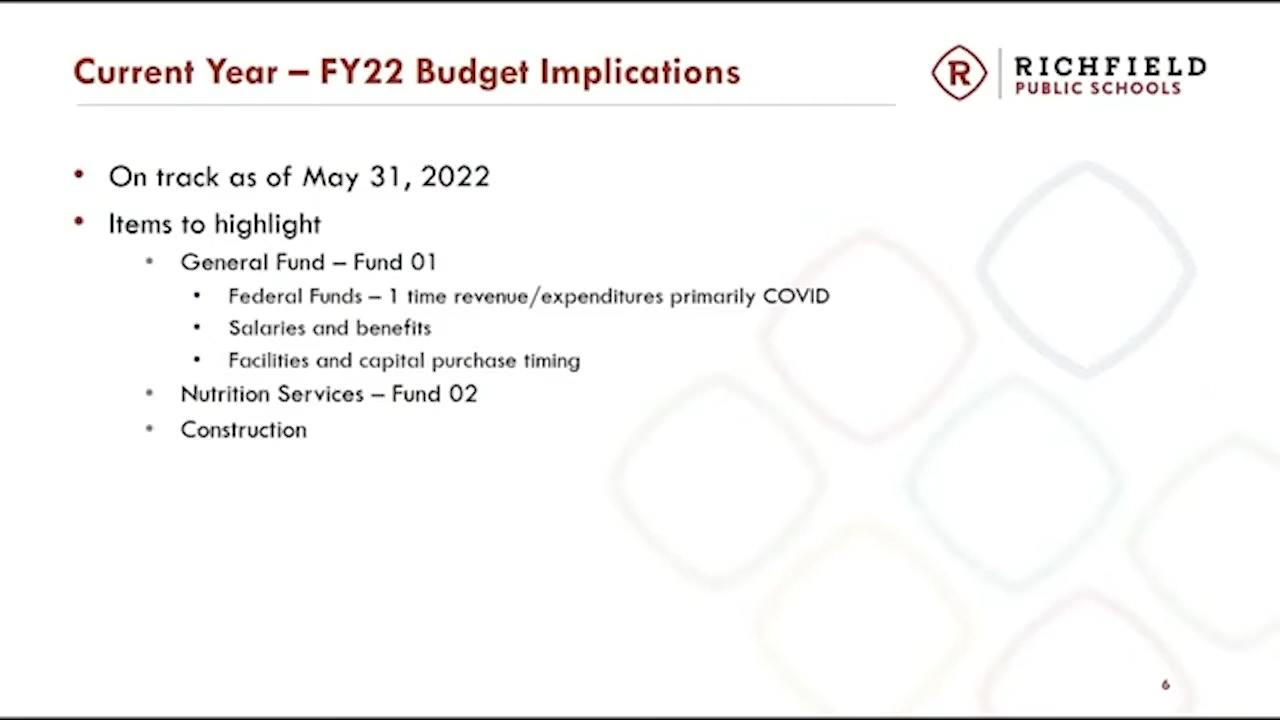 Current Year – FY22 Budget Implications
R
RICHFIELD
PUBLIC SCHOOLS
• On track as of May 31, 2022
• Items to highlight
• General Fund – Fund 01
• Federal Funds – 1 time revenue/expenditures primarily COVID
• Salaries and benefits
• Facilities and capital purchase timing
• Nutrition Services – Fund 02
• Construction
6